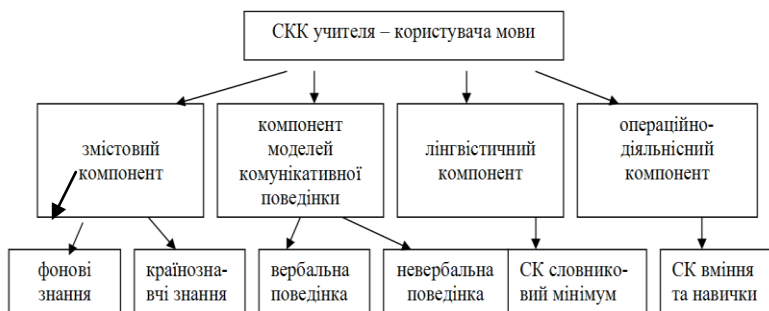 СКК учителя – користувача мови
змістовий
компонент
компонент
моделей
комунікативної
поведінки
лінгвістичний
компонент
операційно-
діяльнісний
компонент
фонові
знання
країнозна-
вчі знання
вербальна
поведінка
невербальна
поведінка
СК словнико-
вий мінімум
СК вміння
та навички